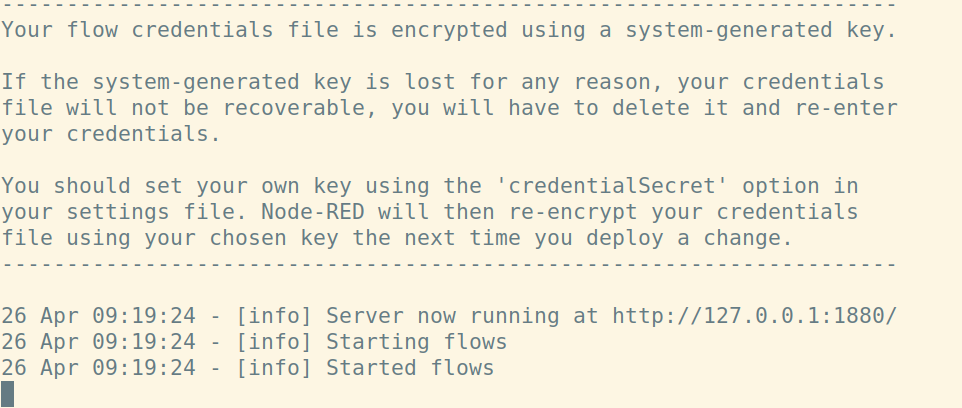 ---------------------------------------------------------------------
Your flow credentials file is encrypted using a system-generated key.
If the system-generated key is lost for any reason, your credentials
file will not be recoverable, you will have to delete it and re-enter
your credentials.
You should set your own key using the 'credentialSecret' option in
your settings file. Node-RED will then re-encrypt your credentials
file using your chosen key the next time you deploy a change.
---------------------------------------------------------------------
26 Apr 09:19:24 - [info] Server now running at http://127.0.0.1:1880/
26 Apr 09:19:24 - [info] Starting flows
26 Apr 09:19:24 - [info] Started flows